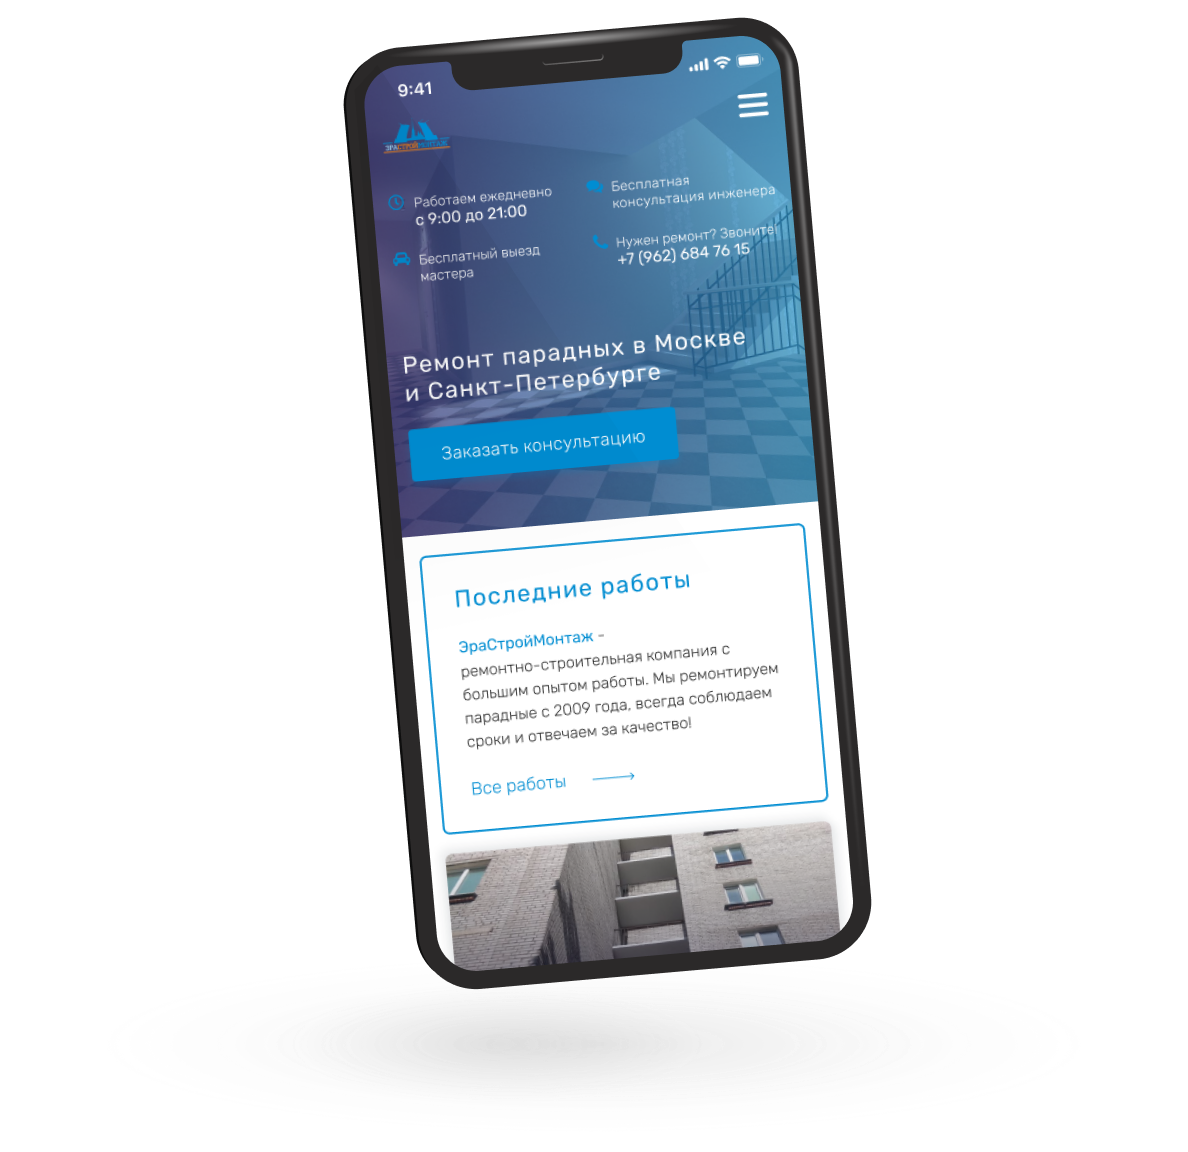 9:41
ЭРАСТРОЙМОНТАЖ
Работаем ежедневно
с 9:00 до 21:00
Бесплатная
консультация инженера
Бесплатный выезд
мастера
Нужен ремонт? Звоните
+7 (962) 684 76 15
Ремонт парадных в Москве
и Санкт-Петербурге
Заказать консультацию
Последние работы
ЭраСтройМонтаж -
ремонтно-строительная компания с
большим опытом работы. Мы ремонтируем
парадные с 2009 года, всегда соблюдаем
сроки и отвечаем за качество!
Все работы